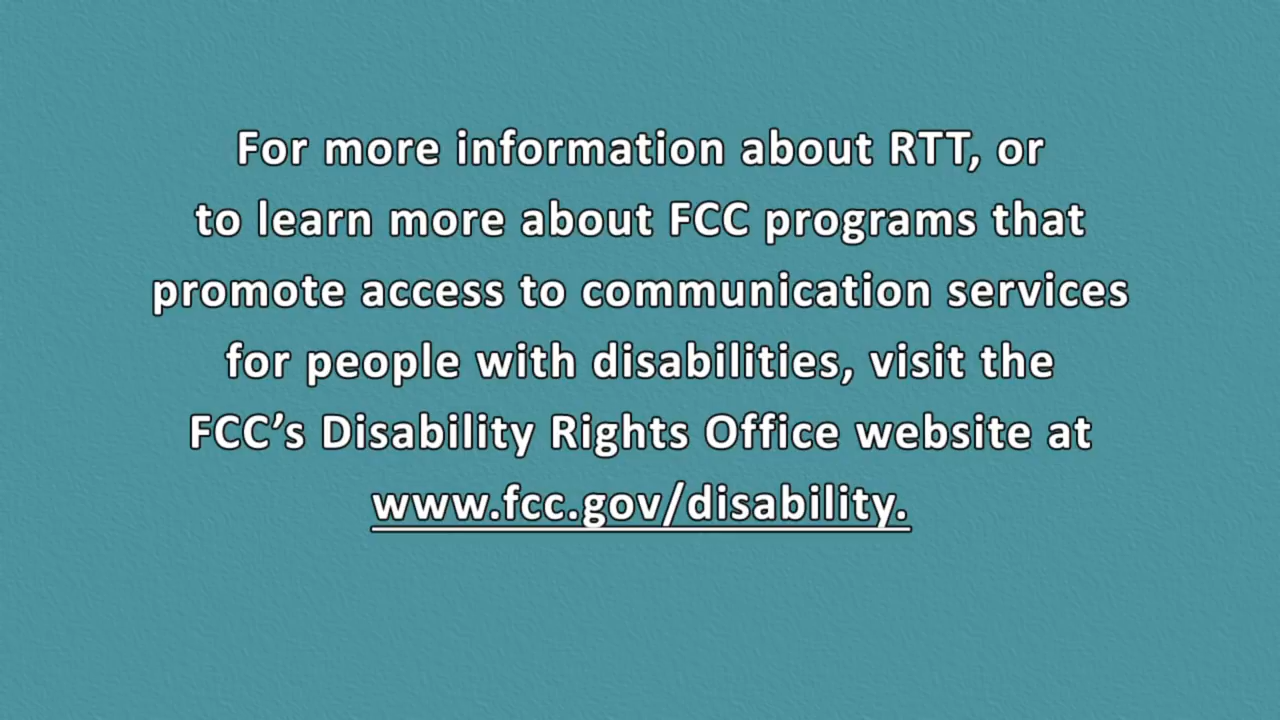 For more information about RTT, or
to learn more about FCC programs that
promote access to communication services
for people with disabilities, visit the
FCC’s Disability Rights Office website at
www.fcc.gov/disability.